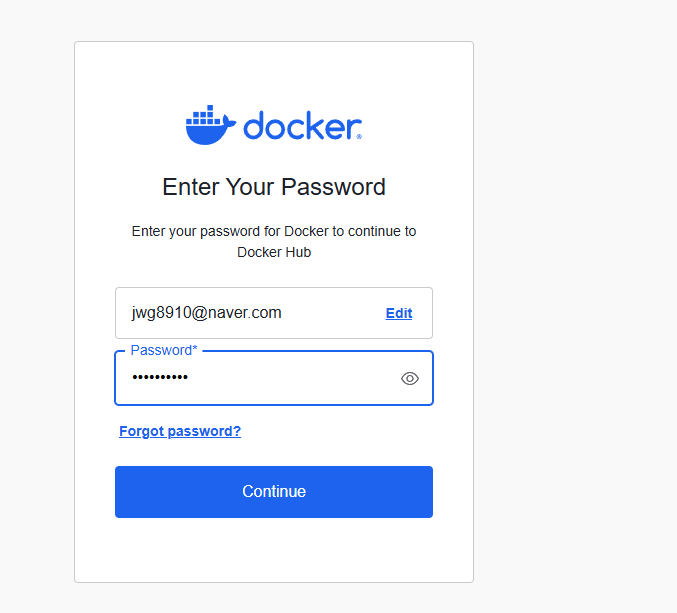 docker
Enter Your Password
Enter your password for Docker to continue to
Docker Hub
jwg8910@naver.com Edit
Password*
••••••••••
Forgot password?
Continue